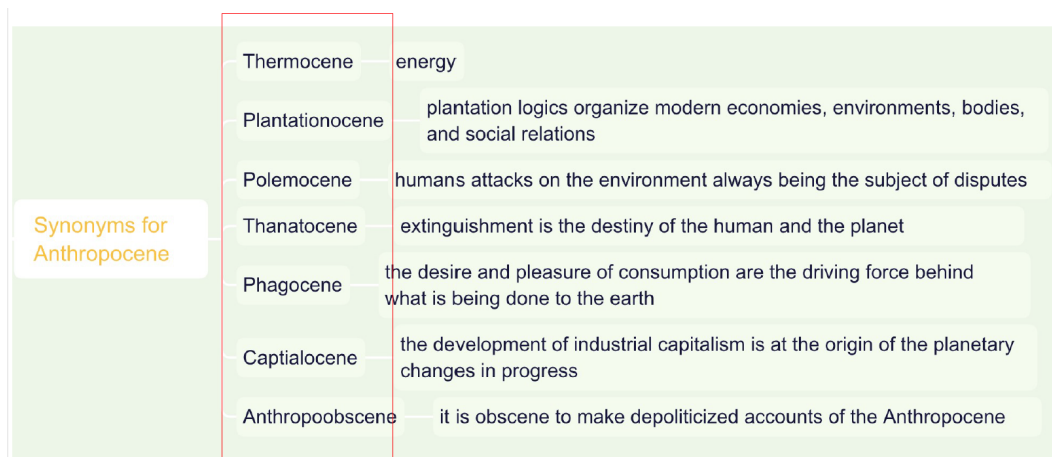 Synonyms for
Anthropocene
Thermocene
energy
Plantationocene
plantation logics organize modern economies, environments, bodies,
and social relations
Polemocene
humans attacks on the environment always being the subject of disputes
Thanatocene
extinguishment is the destiny of the human and the planet
Phagocene
the desire and pleasure of consumption are the driving force behind
what is being done to the earth
Captialocene
the development of industrial capitalism is at the origin of the planetary
changes in progress
Anthropoobscene
it is obscene to make depoliticized accounts of the Anthropocene